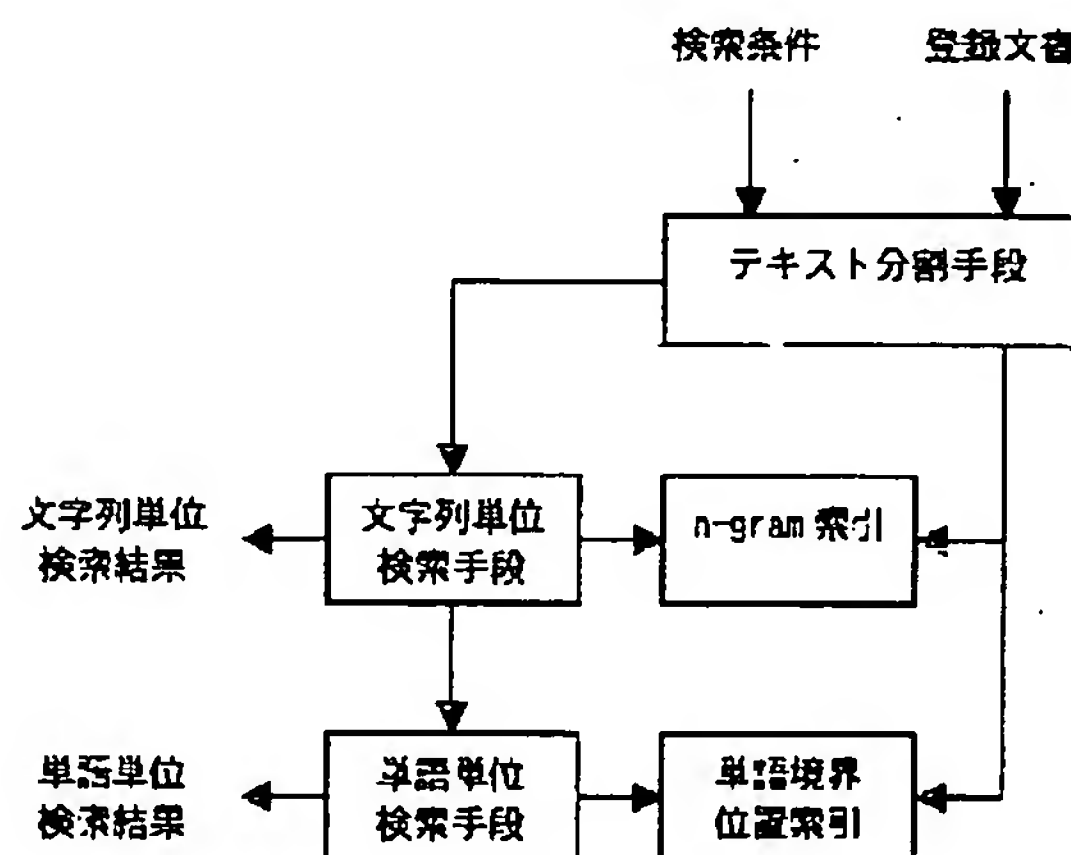 検索条件
登録文書
テキスト分割手段
文字列単位
検索結果
文字列単位
検索手段
n-gram 索引
単語単位
検索結果
単語単位
検索手段
単語境界
位置索引